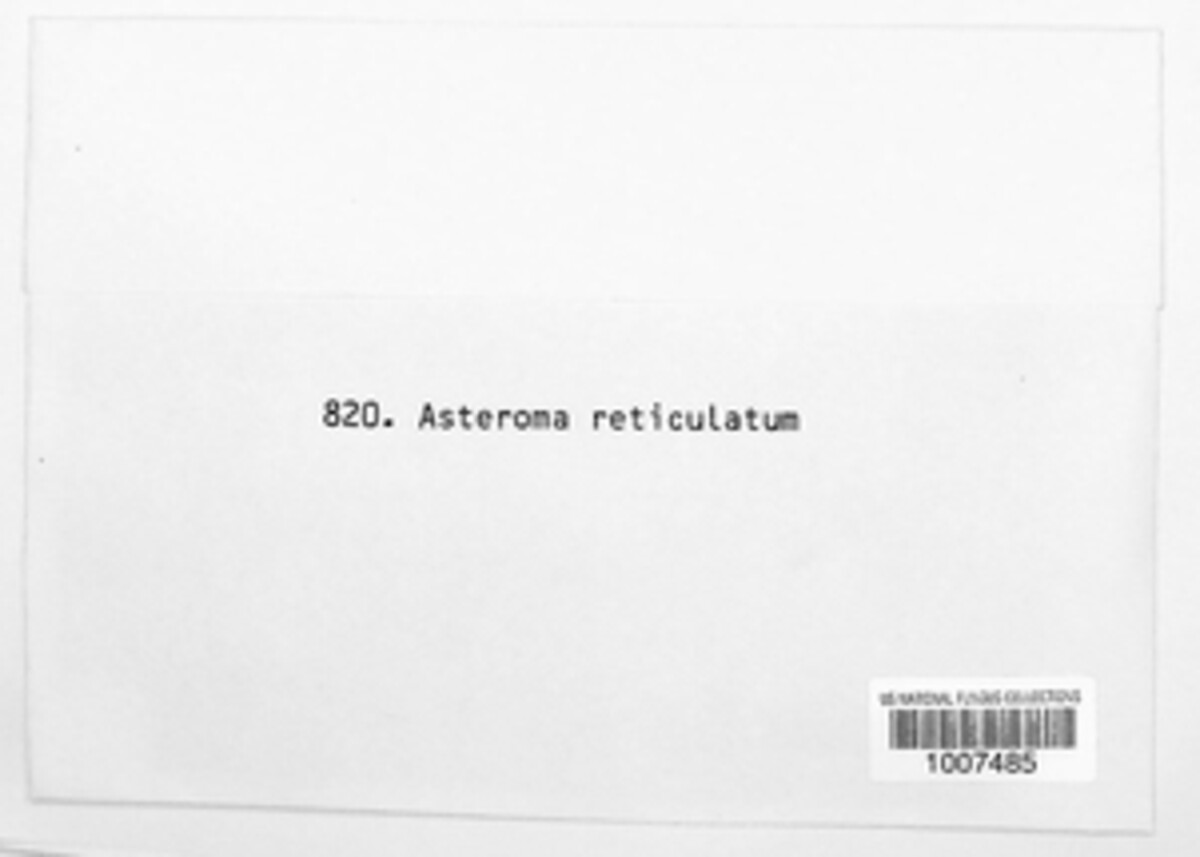 820. Asteroma reticulatum
US NATIONAL FUNGUS COLLECTIONS
1007485